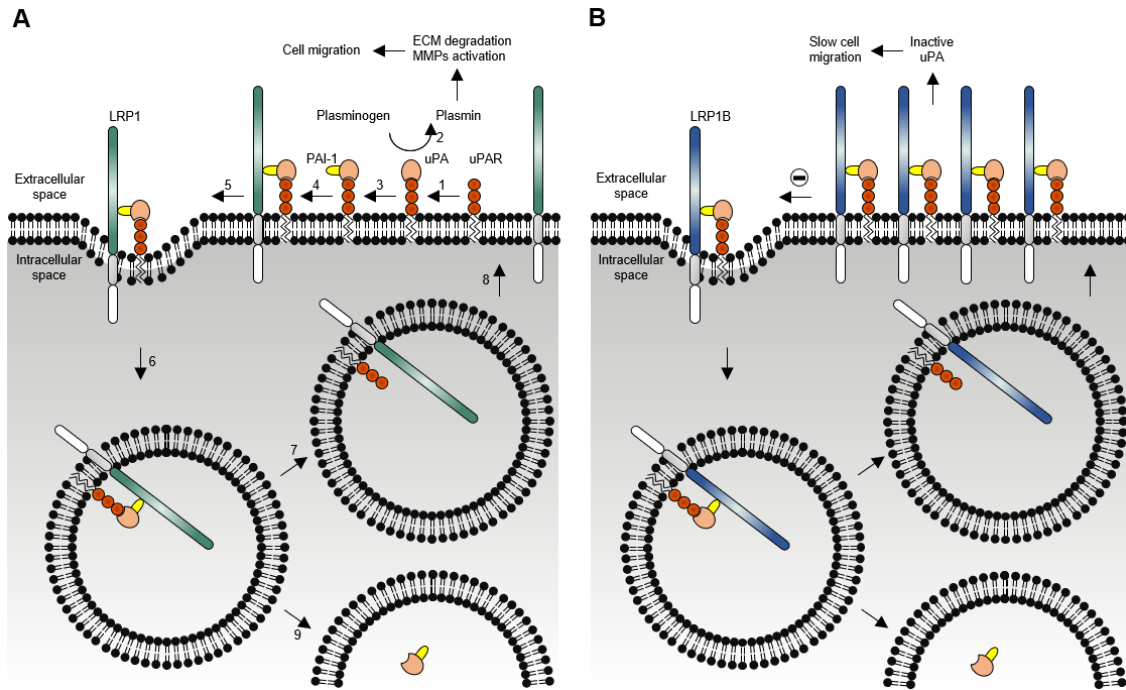 A
Cell migration
ECM degradation
MMPs activation
LRP1
Plasminogen
Plasmin
2
PAI-1
uPA
uPAR
Extracellular
space
5
4
3
1
Intracellular
space
8
6
7
9
B
Slow cell
migration
Inactive
uPA
LRP1B
Extracellular
space
Intracellular
space